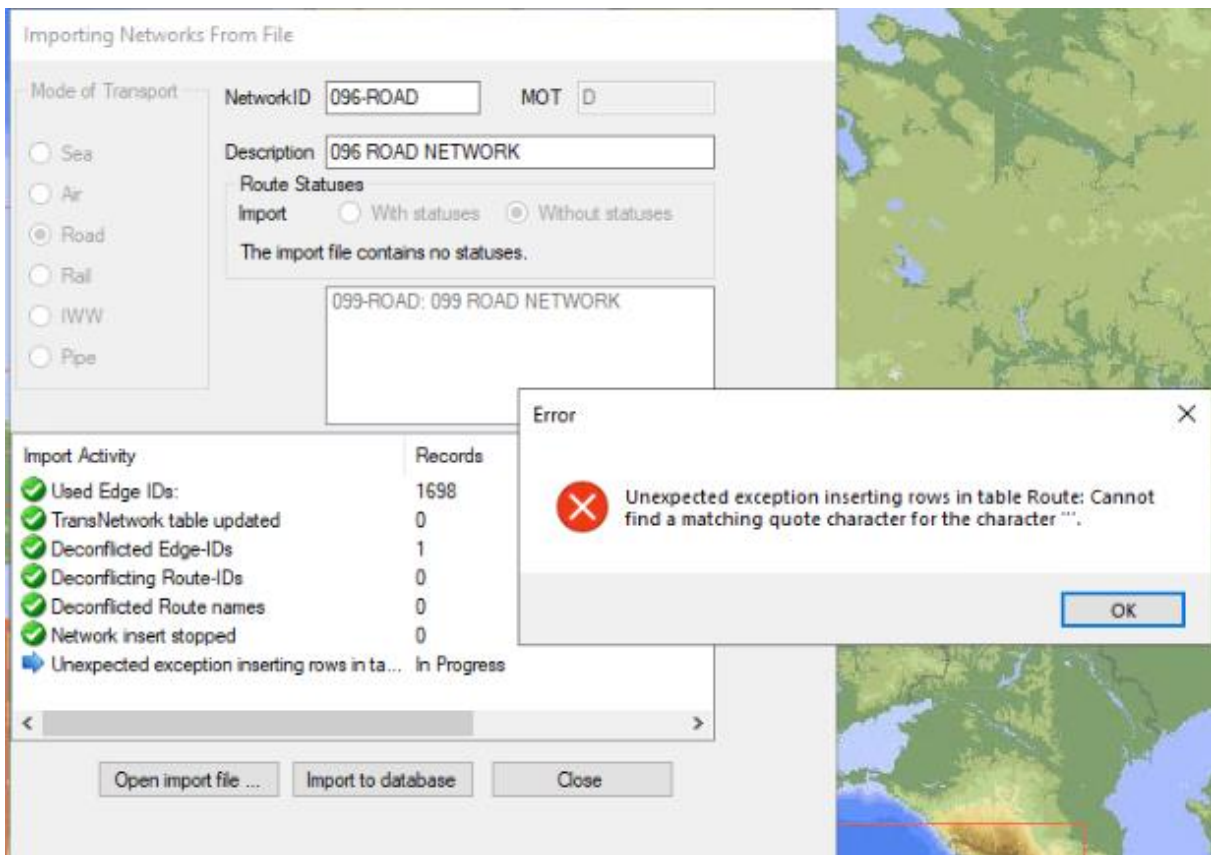 Importing Networks From File
Mode of Transport
Sea
Air
Road
Rail
IWW
Pipe
NetworkID 096-ROAD MOT D
Description 096 ROAD NETWORK
Route Statuses
Import With statuses Without statuses
The import file contains no statuses.
099-ROAD: 099 ROAD NETWORK
Import Activity Records
Used Edge IDs: 1698
TransNetwork table updated 0
Deconflicted Edge-IDs 1
Deconflicting Route-IDs 0
Deconflicted Route names 0
Network insert stopped 0
Unexpected exception inserting rows in ta... In Progress
Open import file ... Import to database Close
Error
Unexpected exception inserting rows in table Route: Cannot
find a matching quote character for the character '''.
OK